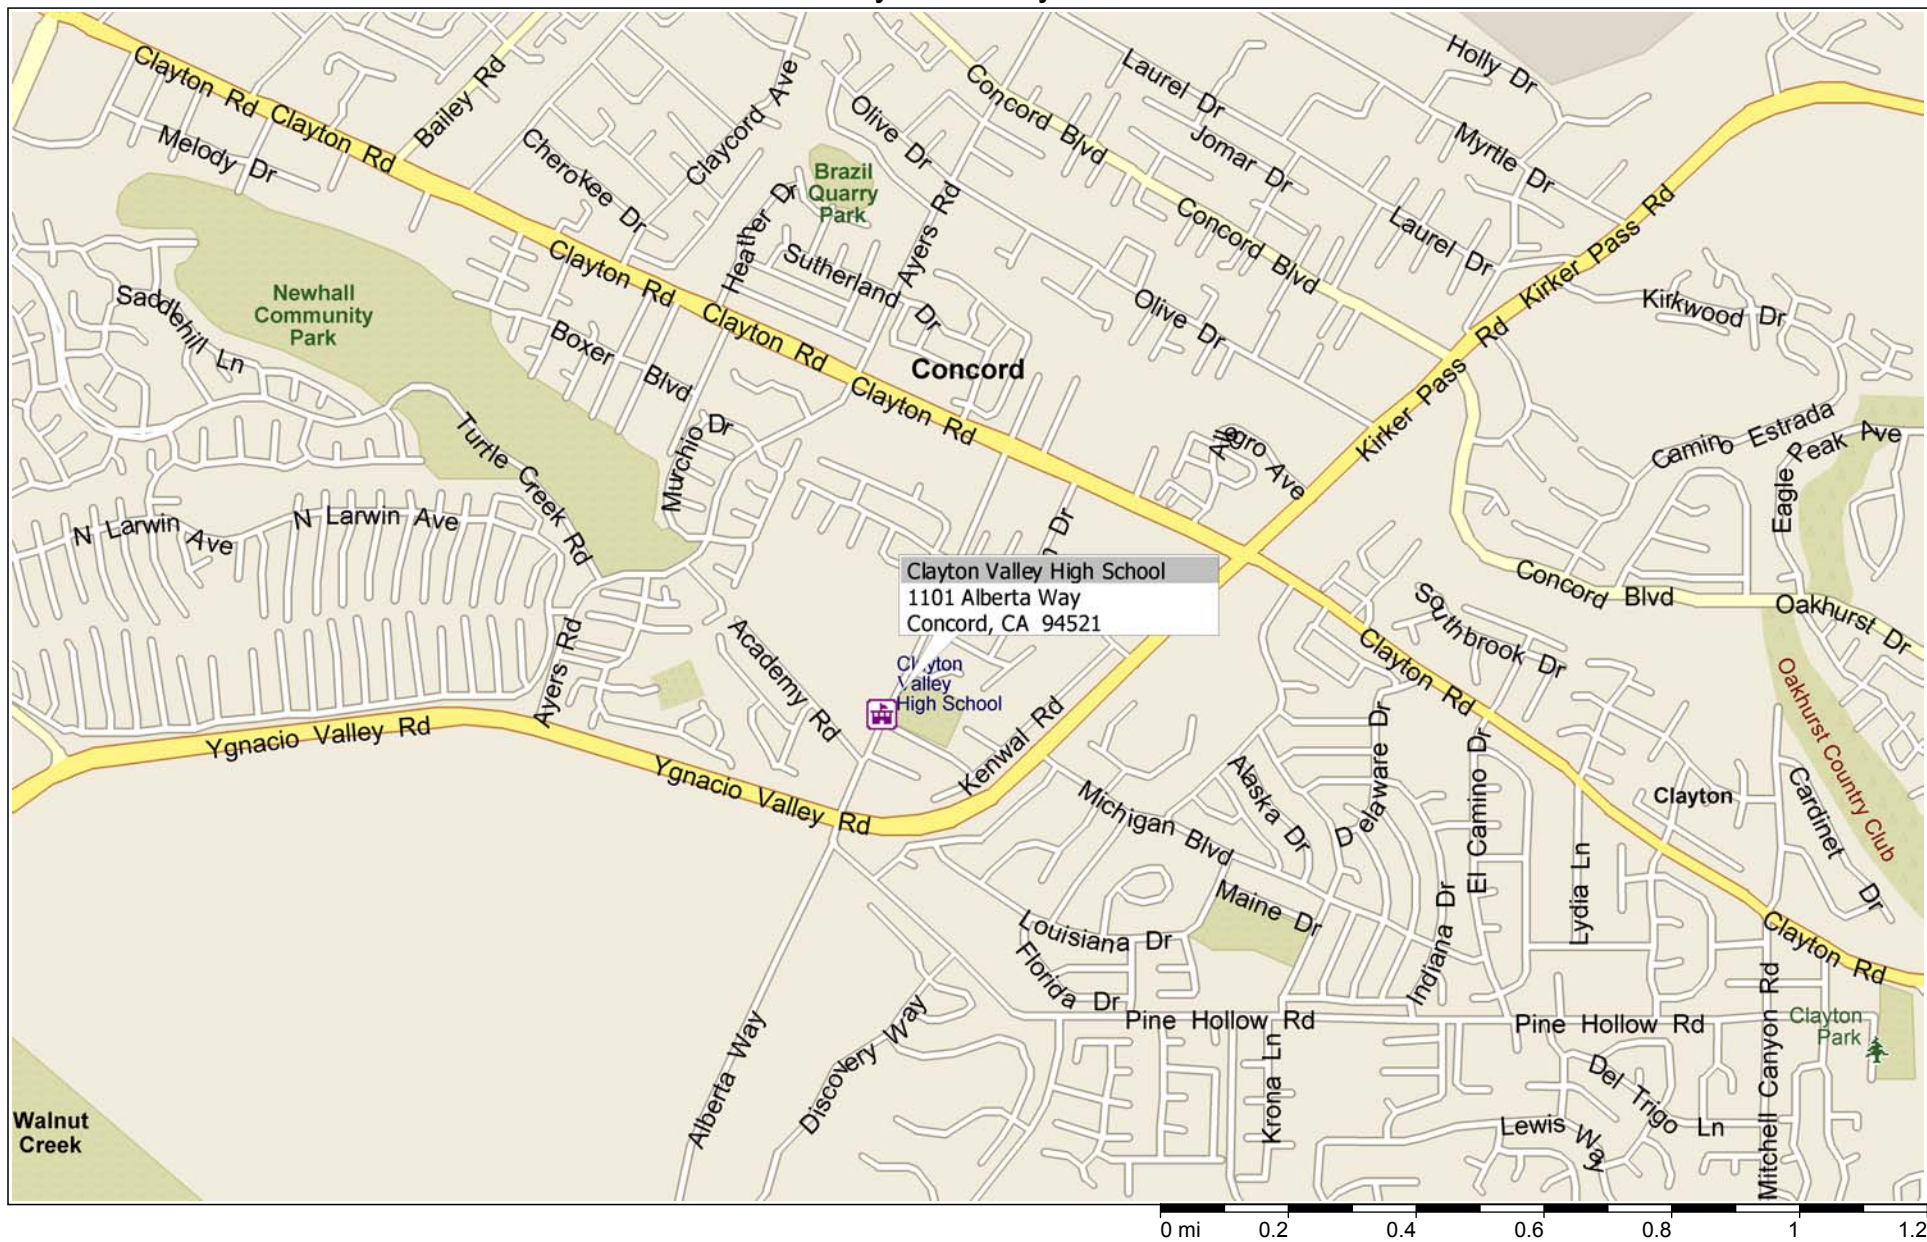 Clayton Rd
Clayton Rd
Bailey Rd
Melody Dr
Cherokee Dr
Claycord Ave
Olive Dr
Concord Blvd
Laurel Dr
Holly Dr
Jomar Dr
Myrtle Dr
Brazil
Quarry
Park
Heather Dr
Ayers Rd
Sutherland Dr
Concord Blvd
Laurel Dr
Kirker Pass Rd
Kirkwood Dr
Newhall
Community
Park
Saddlehill Ln
Clayton Rd
Clayton Rd
Clayton Rd
Boxer Blvd
Olive Dr
Kirker Pass Rd
Concord
Turtle Creek Rd
Murchio Dr
Allegro Ave
Camino Estrada
Eagle Peak Ave
N Larwin Ave
N Larwin Ave
n Dr
Clayton Valley High School
1101 Alberta Way
Concord, CA 94521
Concord Blvd
Oakhurst Dr
Southbrook Dr
Clayton Rd
Academy Rd
Ayers Rd
Clayton
Valley
High School
Oakhurst Country Club
Ygnacio Valley Rd
Ygnacio Valley Rd
Kenwal Rd
Michigan Blvd
Alaska Dr
Delaware Dr
El Camino Dr
Clayton
Cardinet Dr
Lydia Ln
Maine Dr
Louisiana Dr
Florida Dr
Indiana Dr
Clayton Rd
Pine Hollow Rd
Pine Hollow Rd
Clayton
Park
Alberta Way
Discovery Way
Krona Ln
Del Trigo Ln
Lewis Way
Mitchell Canyon Rd
Walnut
Creek
0 mi 0.2 0.4 0.6 0.8 1 1.2